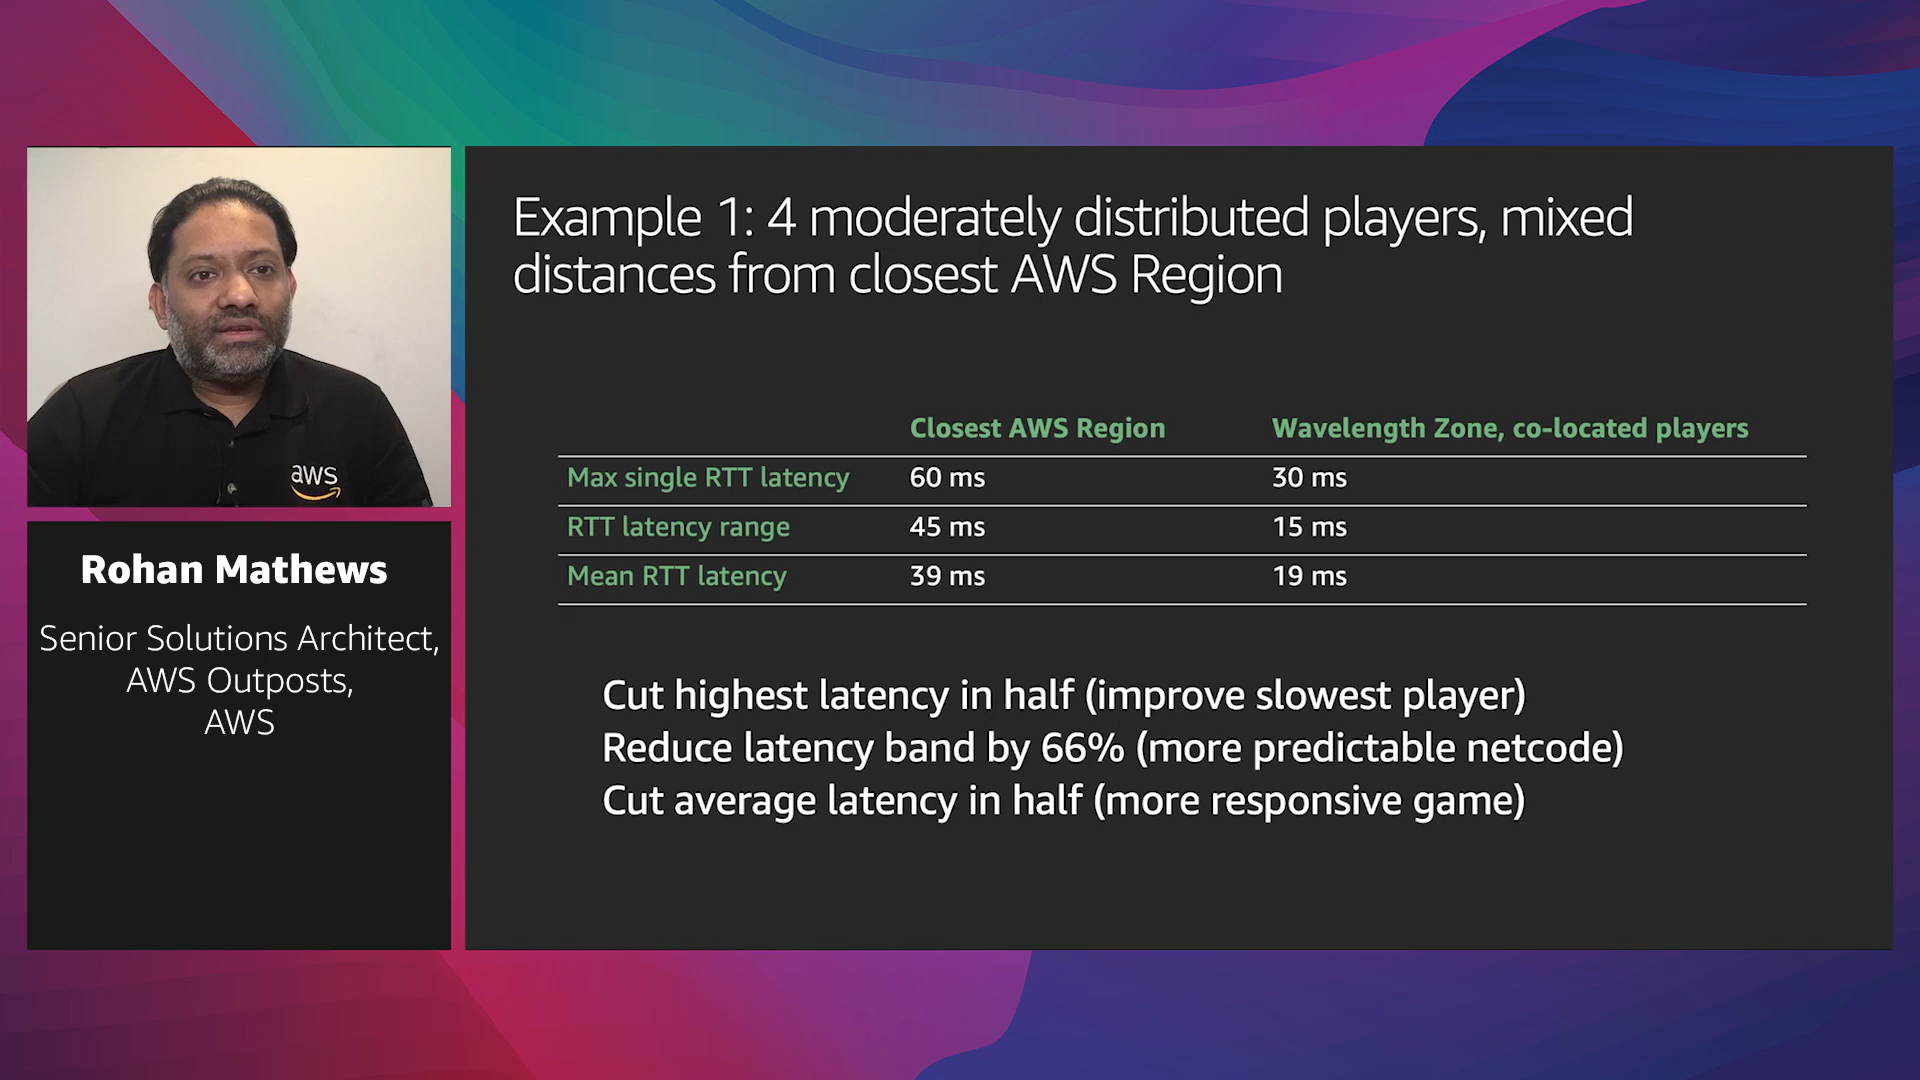 aws
Rohan Mathews
Senior Solutions Architect,
AWS Outposts,
AWS
Example 1: 4 moderately distributed players, mixed
distances from closest AWS Region
Closest AWS Region Wavelength Zone, co-located players
Max single RTT latency 60 ms 30 ms
RTT latency range 45 ms 15 ms
Mean RTT latency 39 ms 19 ms
Cut highest latency in half (improve slowest player)
Reduce latency band by 66% (more predictable netcode)
Cut average latency in half (more responsive game)